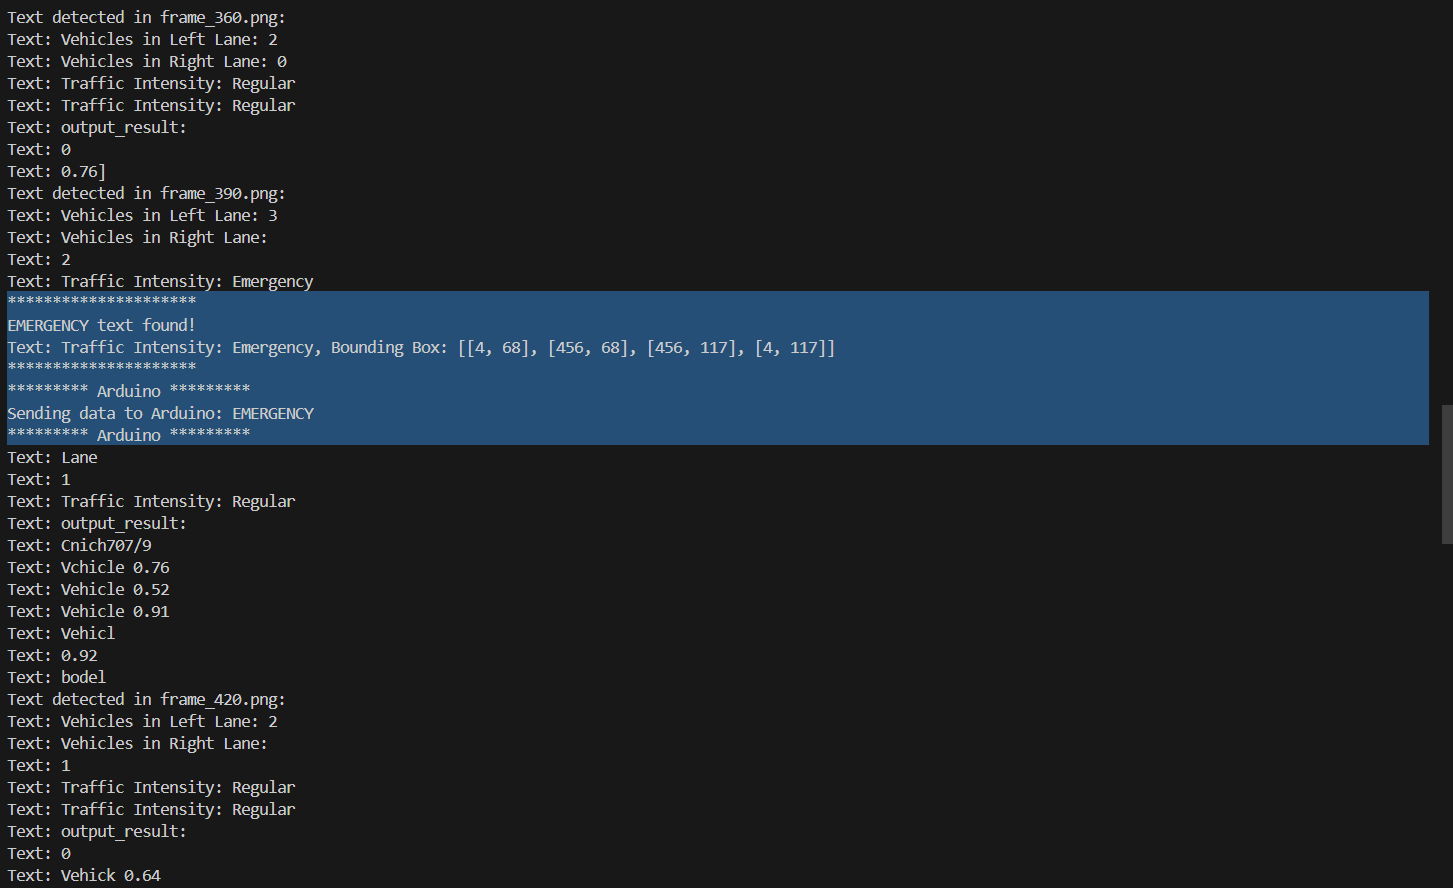 Text detected in frame_360.png:
Text: Vehicles in Left Lane: 2
Text: Vehicles in Right Lane: 0
Text: Traffic Intensity: Regular
Text: Traffic Intensity: Regular
Text: output_result:
Text: 0
Text: 0.76]
Text detected in frame_390.png:
Text: Vehicles in Left Lane: 3
Text: Vehicles in Right Lane:
Text: 2
Text: Traffic Intensity: Emergency
*********************
EMERGENCY text found!
Text: Traffic Intensity: Emergency, Bounding Box: [[4, 68], [456, 68], [456, 117], [4, 117]]
*********************
********* Arduino *********
Sending data to Arduino: EMERGENCY
********* Arduino *********
Text: Lane
Text: 1
Text: Traffic Intensity: Regular
Text: output_result:
Text: Cnich707/9
Text: Vchicle 0.76
Text: Vehicle 0.52
Text: Vehicle 0.91
Text: Vehicl
Text: 0.92
Text: bodel
Text detected in frame_420.png:
Text: Vehicles in Left Lane: 2
Text: Vehicles in Right Lane:
Text: 1
Text: Traffic Intensity: Regular
Text: Traffic Intensity: Regular
Text: output_result:
Text: 0
Text: Vehick 0.64